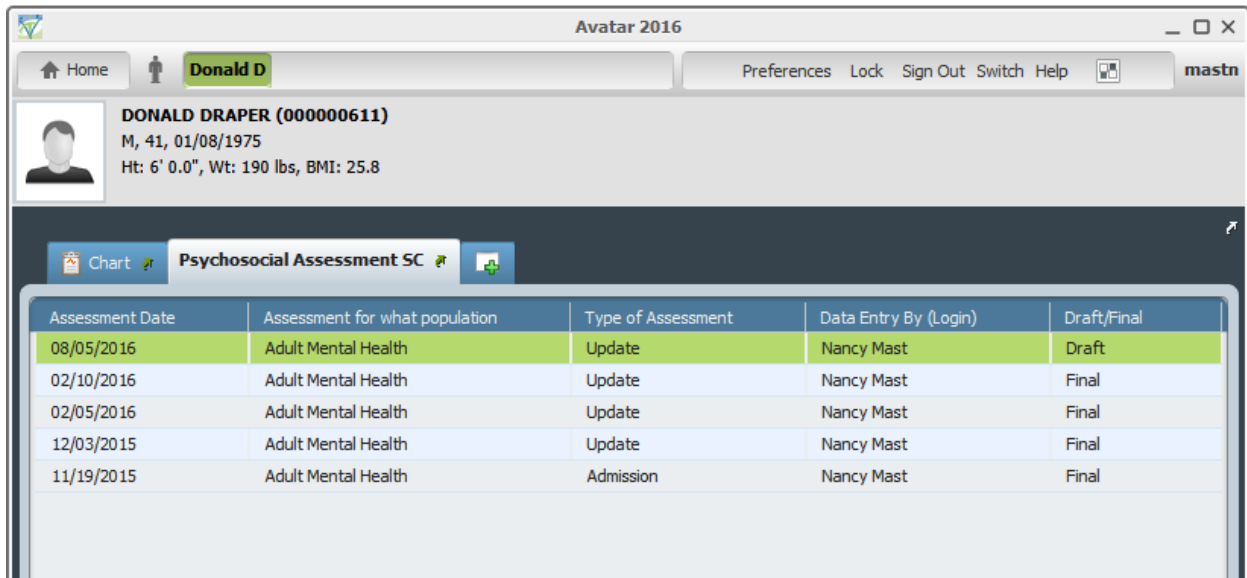 Avatar 2016
Home Donald D Preferences Lock Sign Out Switch Help mastn
DONALD DRAPER (000000611)
M, 41, 01/08/1975
Ht: 6' 0.0", Wt: 190 lbs, BMI: 25.8
Chart Psychosocial Assessment SC
Assessment Date Assessment for what population Type of Assessment Data Entry By (Login) Draft/Final
08/05/2016 Adult Mental Health Update Nancy Mast Draft
02/10/2016 Adult Mental Health Update Nancy Mast Final
02/05/2016 Adult Mental Health Update Nancy Mast Final
12/03/2015 Adult Mental Health Update Nancy Mast Final
11/19/2015 Adult Mental Health Admission Nancy Mast Final